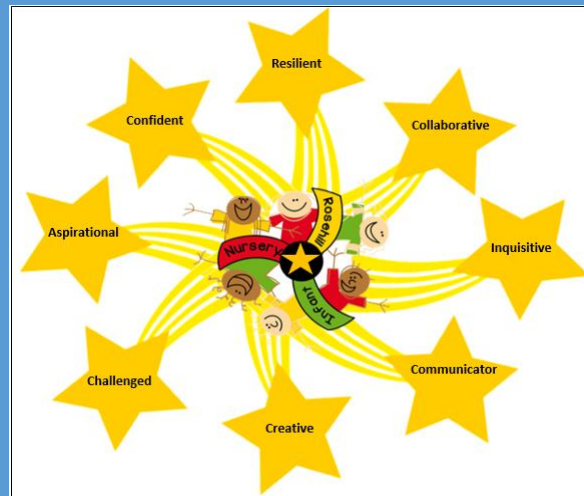 Resilient
Confident
Collaborative
Rosehill
Aspirational
Nursery
Inquisitive
Infant
Challenged
Communicator
Creative